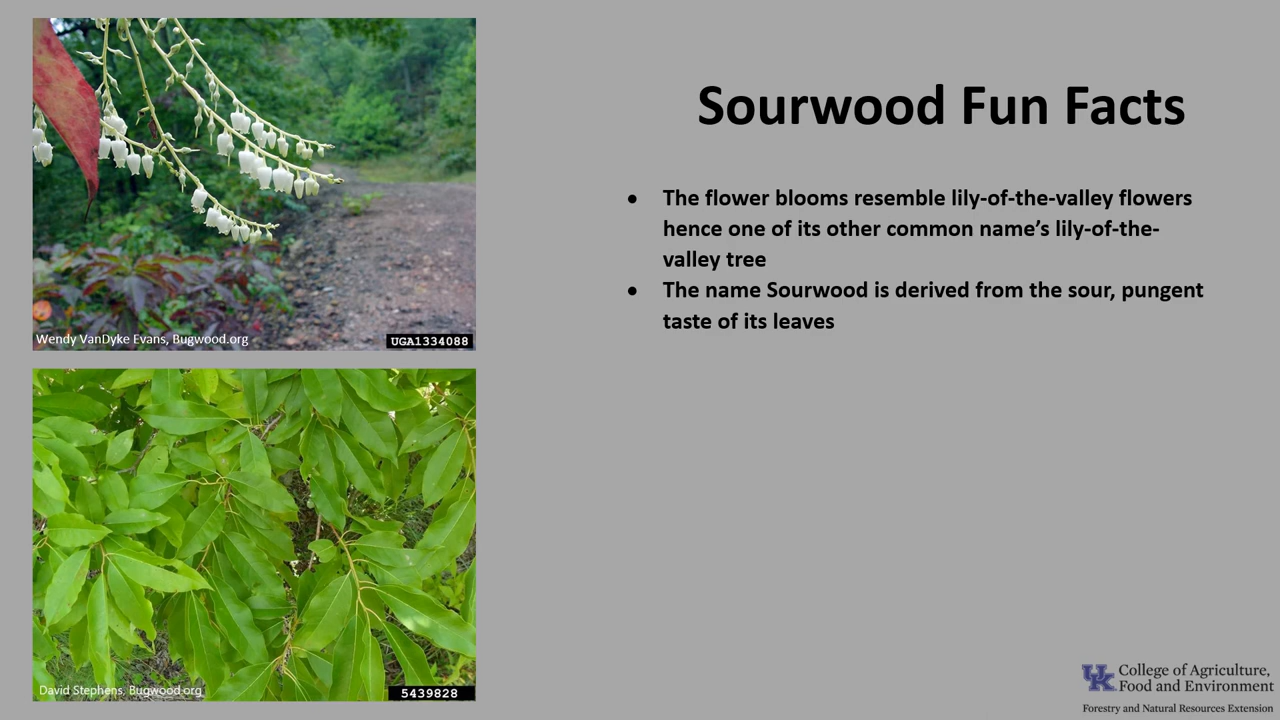 Wendy VanDyke Evans, Bugwood.org
UGA1334088
David Stephens, Bugwood.org
5439828
Sourwood Fun Facts
• The flower blooms resemble lily-of-the-valley flowers
hence one of its other common name’s lily-of-the-
valley tree
• The name Sourwood is derived from the sour, pungent
taste of its leaves
UK College of Agriculture,
Food and Environment
Forestry and Natural Resources Extension